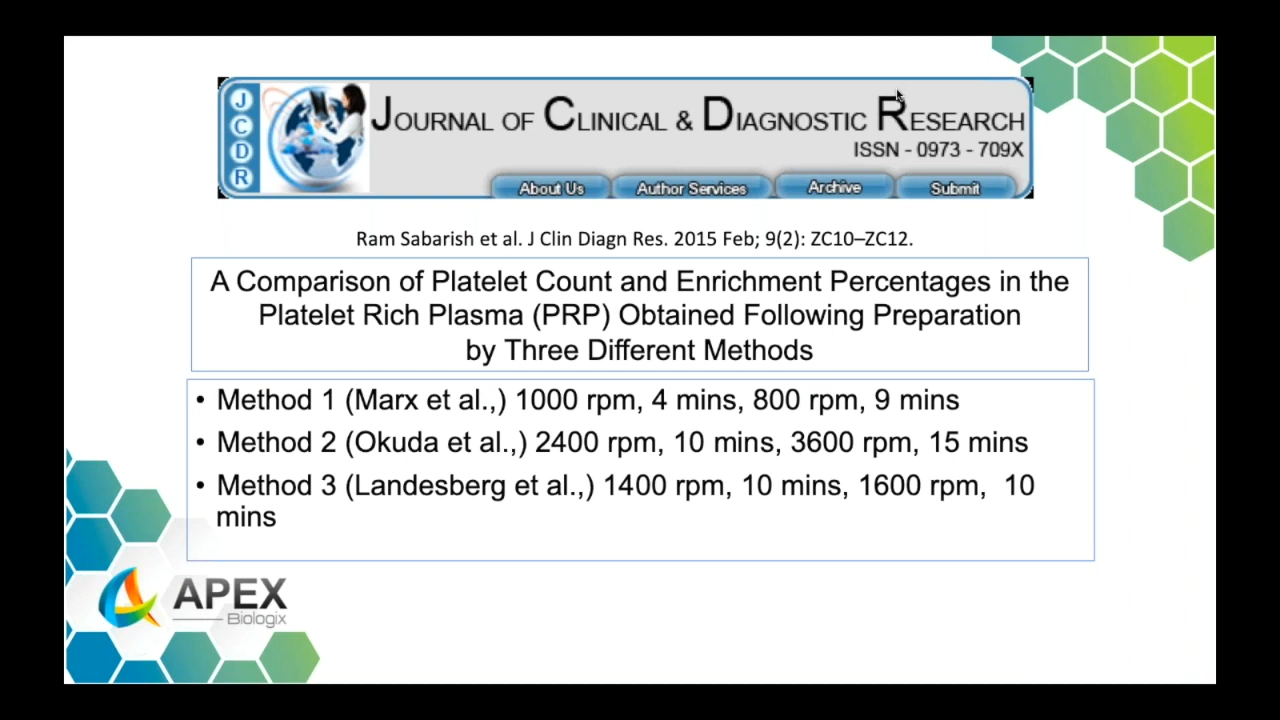 J
C
D
R
JOURNAL OF CLINICAL & DIAGNOSTIC RESEARCH
ISSN - 0973 - 709X
About Us Author Services Archive Submit
Ram Sabarish et al. J Clin Diagn Res. 2015 Feb; 9(2): ZC10–ZC12.
A Comparison of Platelet Count and Enrichment Percentages in the
Platelet Rich Plasma (PRP) Obtained Following Preparation
by Three Different Methods
• Method 1 (Marx et al.,) 1000 rpm, 4 mins, 800 rpm, 9 mins
• Method 2 (Okuda et al.,) 2400 rpm, 10 mins, 3600 rpm, 15 mins
• Method 3 (Landesberg et al.,) 1400 rpm, 10 mins, 1600 rpm, 10
mins
APEX
Biologix